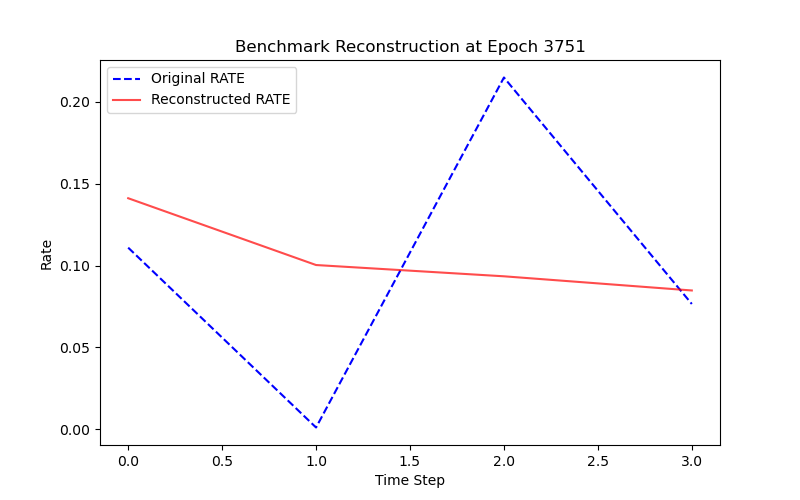 Benchmark Reconstruction at Epoch 3751
Original RATE
Reconstructed RATE
Rate
0.20
0.15
0.10
0.05
0.00
0.0 0.5 1.0 1.5 2.0 2.5 3.0
Time Step